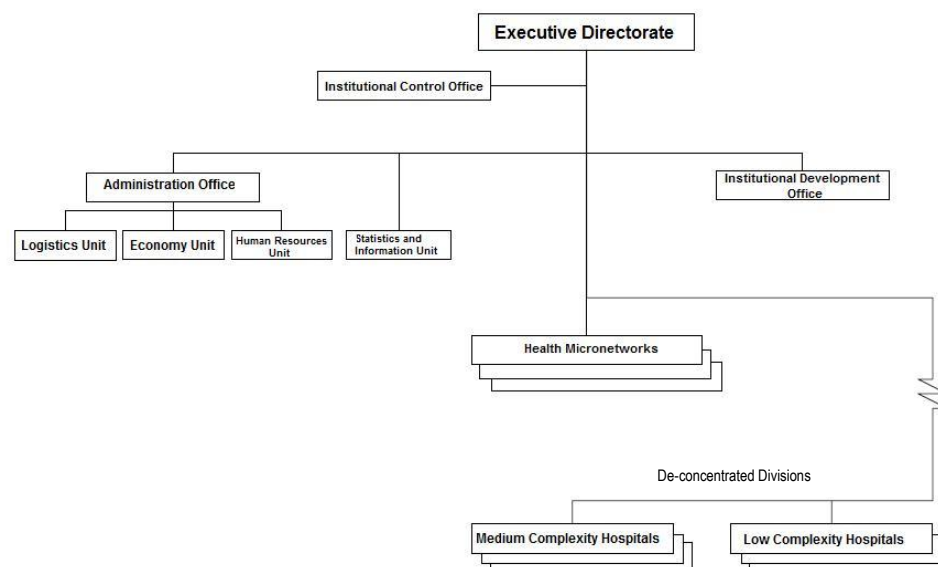 Executive Directorate
Institutional Control Office
Administration Office
Institutional Development
Office
Logistics Unit
Economy Unit
Human Resources
Unit
Statistics and
Information Unit
Health Micronetworks
De-concentrated Divisions
Medium Complexity Hospitals
Low Complexity Hospitals